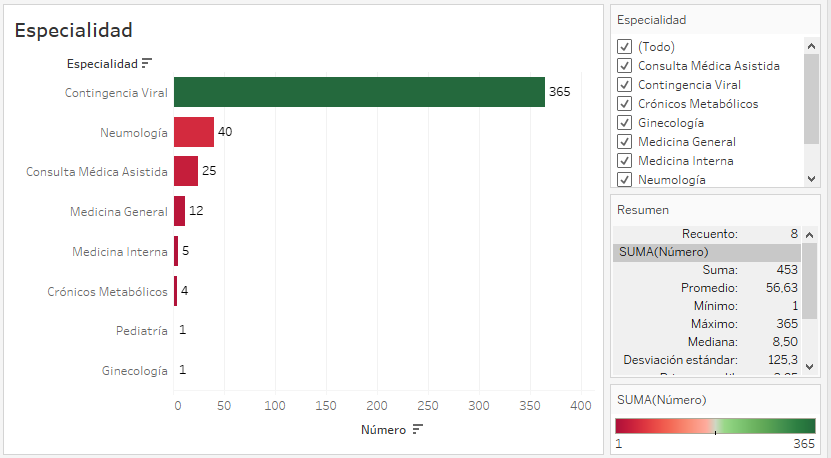 Especialidad
Especialidad
Contingencia Viral 365
Neumología 40
Consulta Médica Asistida 25
Medicina General 12
Medicina Interna 5
Crónicos Metabólicos 4
Pediatría 1
Ginecología 1
0 50 100 150 200 250 300 350 400
Número
Especialidad
(Todo)
Consulta Médica Asistida
Contingencia Viral
Crónicos Metabólicos
Ginecología
Medicina General
Medicina Interna
Neumología
Resumen
Recuento: 8
SUMA(Número)
Suma: 453
Promedio: 56,63
Mínimo: 1
Máximo: 365
Mediana: 8,50
Desviación estándar: 125,3
SUMA(Número)
1 365